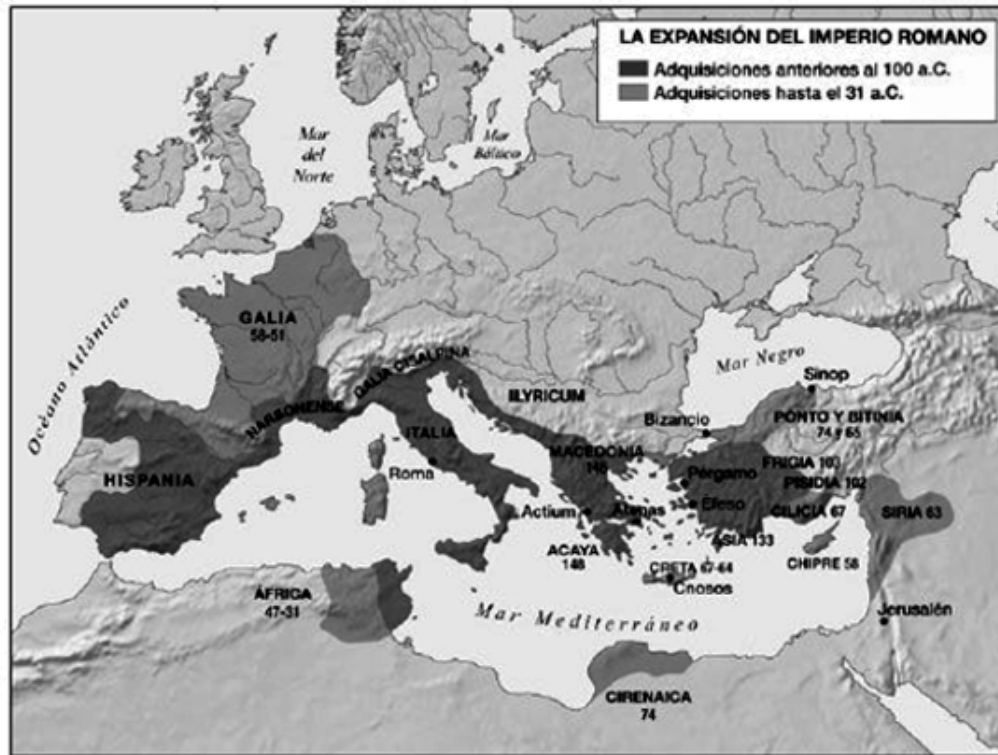 LA EXPANSIÓN DEL IMPERIO ROMANO
Adquisiciones anteriores al 100 a.C.
Adquisiciones hasta el 31 a.C.
Mar
del
Norte
Mar
Báltico
Océano Atlántico
GALIA
58-51
GALIA CISALPINA
NARBONENSE
ILLYRICUM
Mar Negro
Sinop
Bizancio
PONTO Y BITINIA
74 y 65
HISPANIA
ITALIA
Roma
MACEDONIA
148
Pérgamo
FRIGIA 103
PISIDIA 102
Actium
Atenas
Éfeso
CILICIA 67
SIRIA 63
ASIA 133
ACAYA
148
CRETA 67-64
Cnosos
CHIPRE 58
ÁFRICA
47-31
Mar Mediterráneo
Jerusalén
CIRENAICA
74